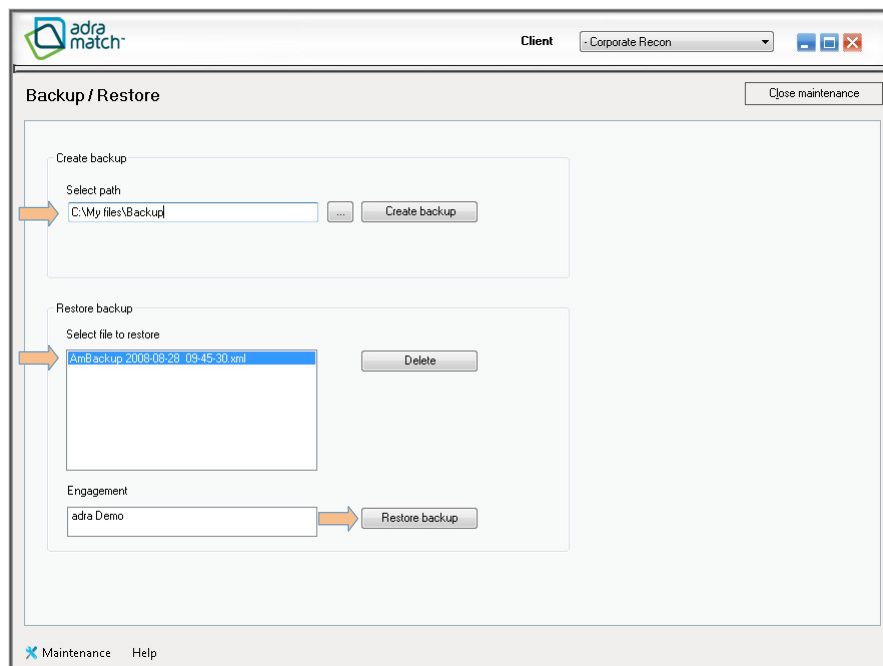 adra
match™
Client
- Corporate Recon
Backup / Restore
Close maintenance
Create backup
Select path
C:\My files\Backup
...
Create backup
Restore backup
Select file to restore
AmBackup 2008-08-28 09-45-30.xml
Delete
Engagement
adra Demo
Restore backup
Maintenance
Help